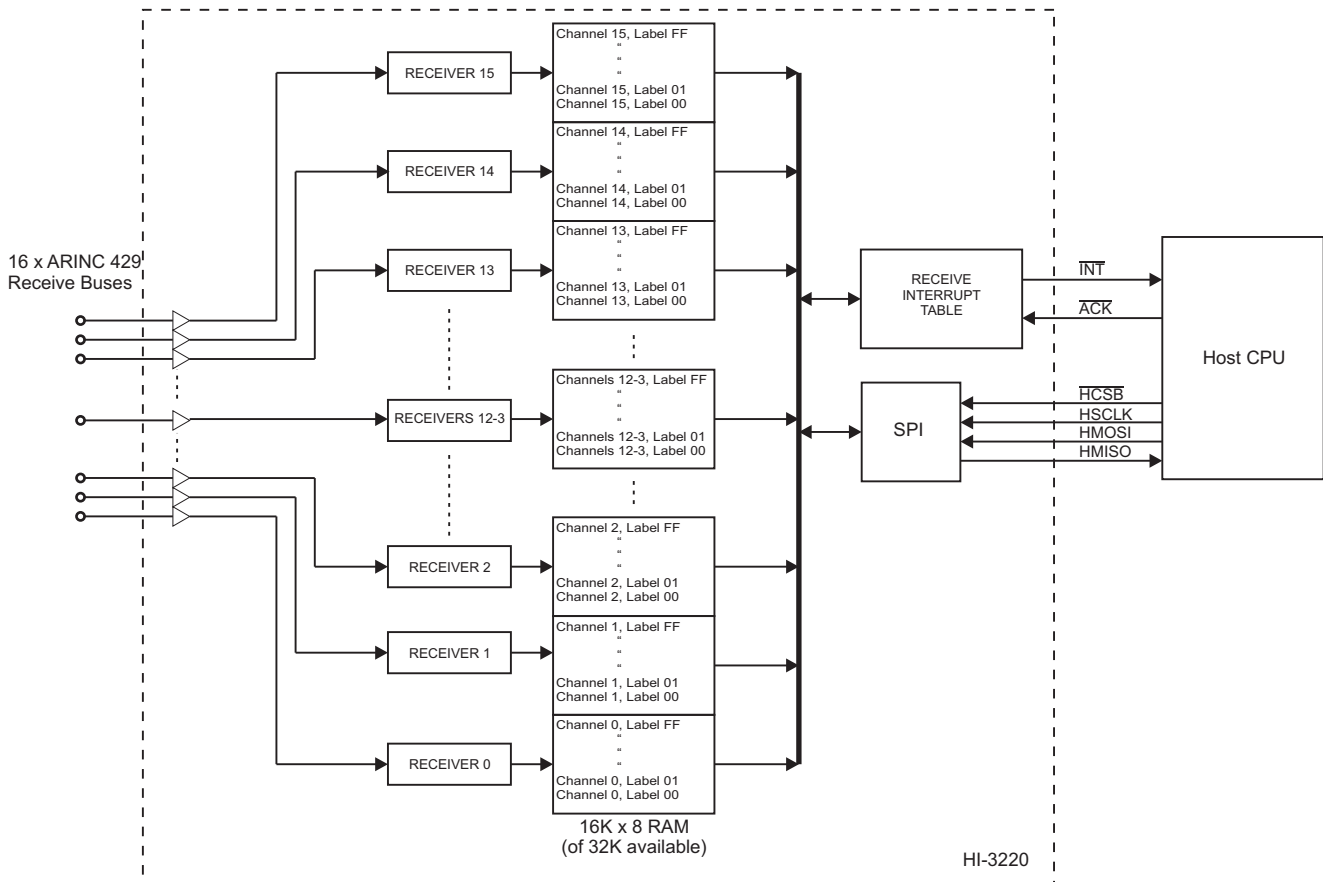 Channel 15, Label FF
“
“
“
Channel 15, Label 01
Channel 15, Label 00
RECEIVER 15
Channel 14, Label FF
“
“
“
Channel 14, Label 01
Channel 14, Label 00
RECEIVER 14
Channel 13, Label FF
“
“
“
Channel 13, Label 01
Channel 13, Label 00
RECEIVER 13
16 x ARINC 429
Receive Buses
RECEIVE
INTERRUPT
TABLE
INT
ACK
Host CPU
Channels 12-3, Label FF
“
“
“
Channels 12-3, Label 01
Channels 12-3, Label 00
RECEIVERS 12-3
SPI
HCSB
HSCLK
HMOSI
HMISO
Channel 2, Label FF
“
“
“
Channel 2, Label 01
Channel 2, Label 00
RECEIVER 2
Channel 1, Label FF
“
“
“
Channel 1, Label 01
Channel 1, Label 00
RECEIVER 1
Channel 0, Label FF
“
“
“
Channel 0, Label 01
Channel 0, Label 00
RECEIVER 0
16K x 8 RAM
(of 32K available)
HI-3220